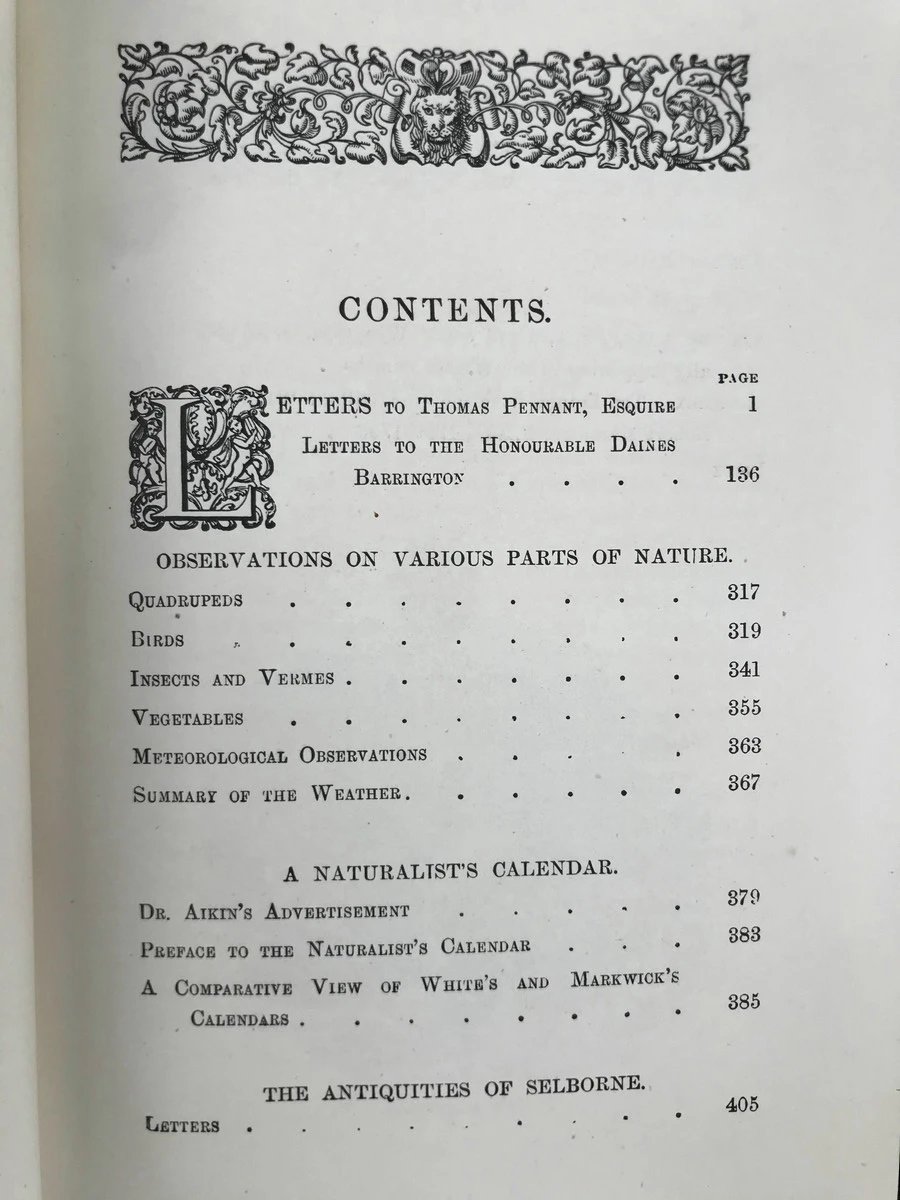 CONTENTS.
PAGE
LETTERS TO THOMAS PENNANT, ESQUIRE 1
LETTERS TO THE HONOURABLE DAINES
BARRINGTON . . . . 136
OBSERVATIONS ON VARIOUS PARTS OF NATURE.
QUADRUPEDS . . . . . . . . 317
BIRDS . . . . . . . . . 319
INSECTS AND VERMES . . . . . . . 341
VEGETABLES . . . . . . . . 355
METEOROLOGICAL OBSERVATIONS . . . . 363
SUMMARY OF THE WEATHER . . . . . . 367
A NATURALIST'S CALENDAR.
DR. AIKIN'S ADVERTISEMENT . . . . . 379
PREFACE TO THE NATURALIST'S CALENDAR . . . 383
A COMPARATIVE VIEW OF WHITE'S AND MARKWICK'S
CALENDARS . . . . . . . . 385
THE ANTIQUITIES OF SELBORNE.
LETTERS . . . . . . . . . 405